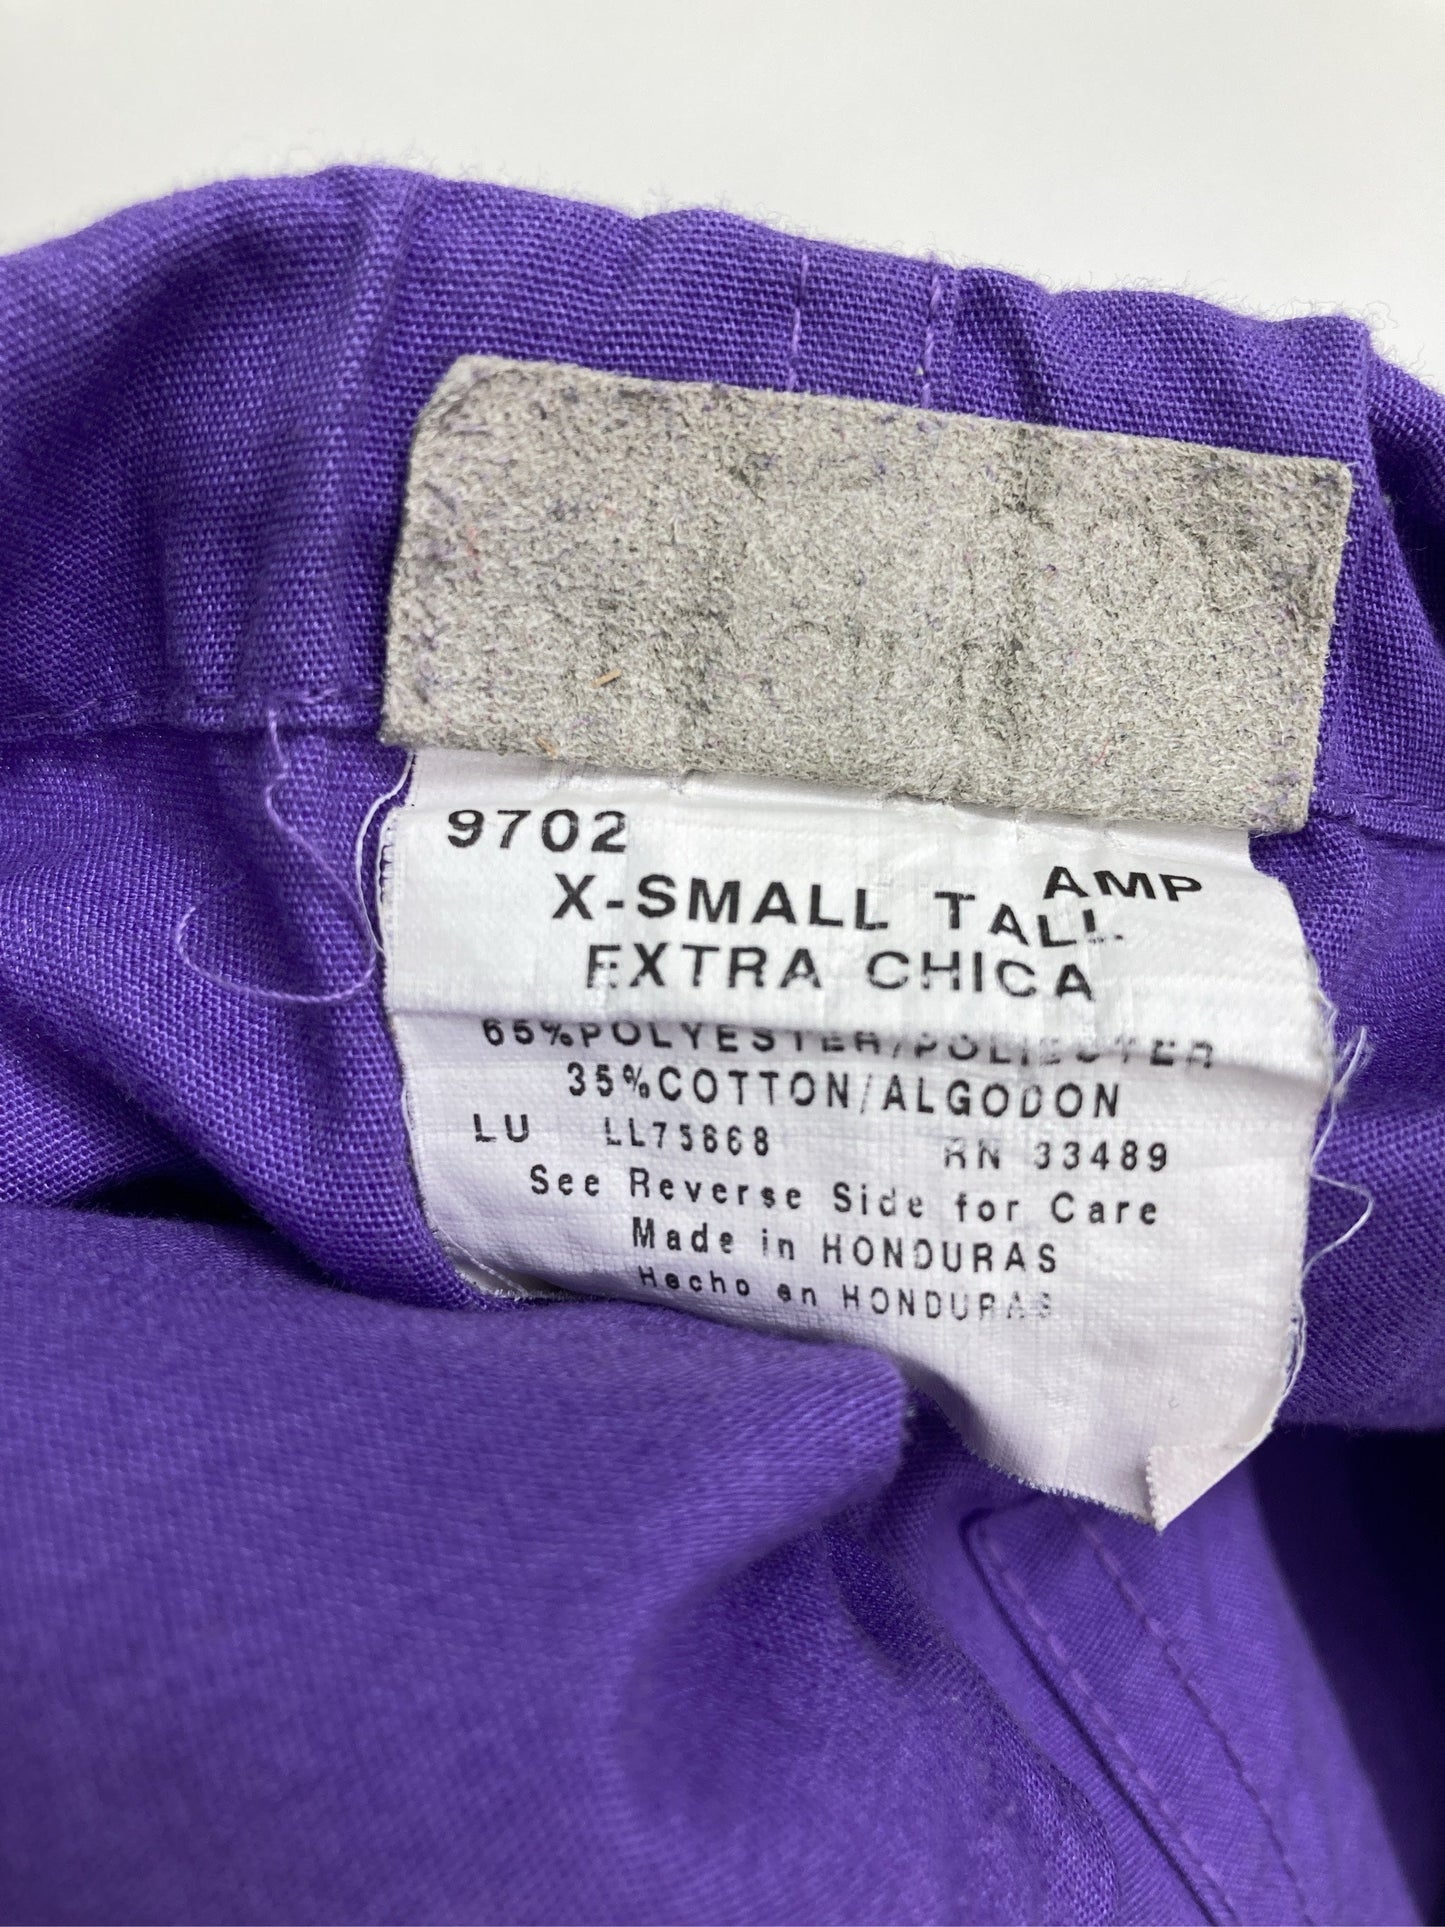 9702
AMP
X-SMALL TALL
EXTRA CHICA
65%POLYESTER/POLIESTER
35%COTTON/ALGODON
LU LL75668 RN 33489
See Reverse Side for Care
Made in HONDURAS
Hecho en HONDURAS